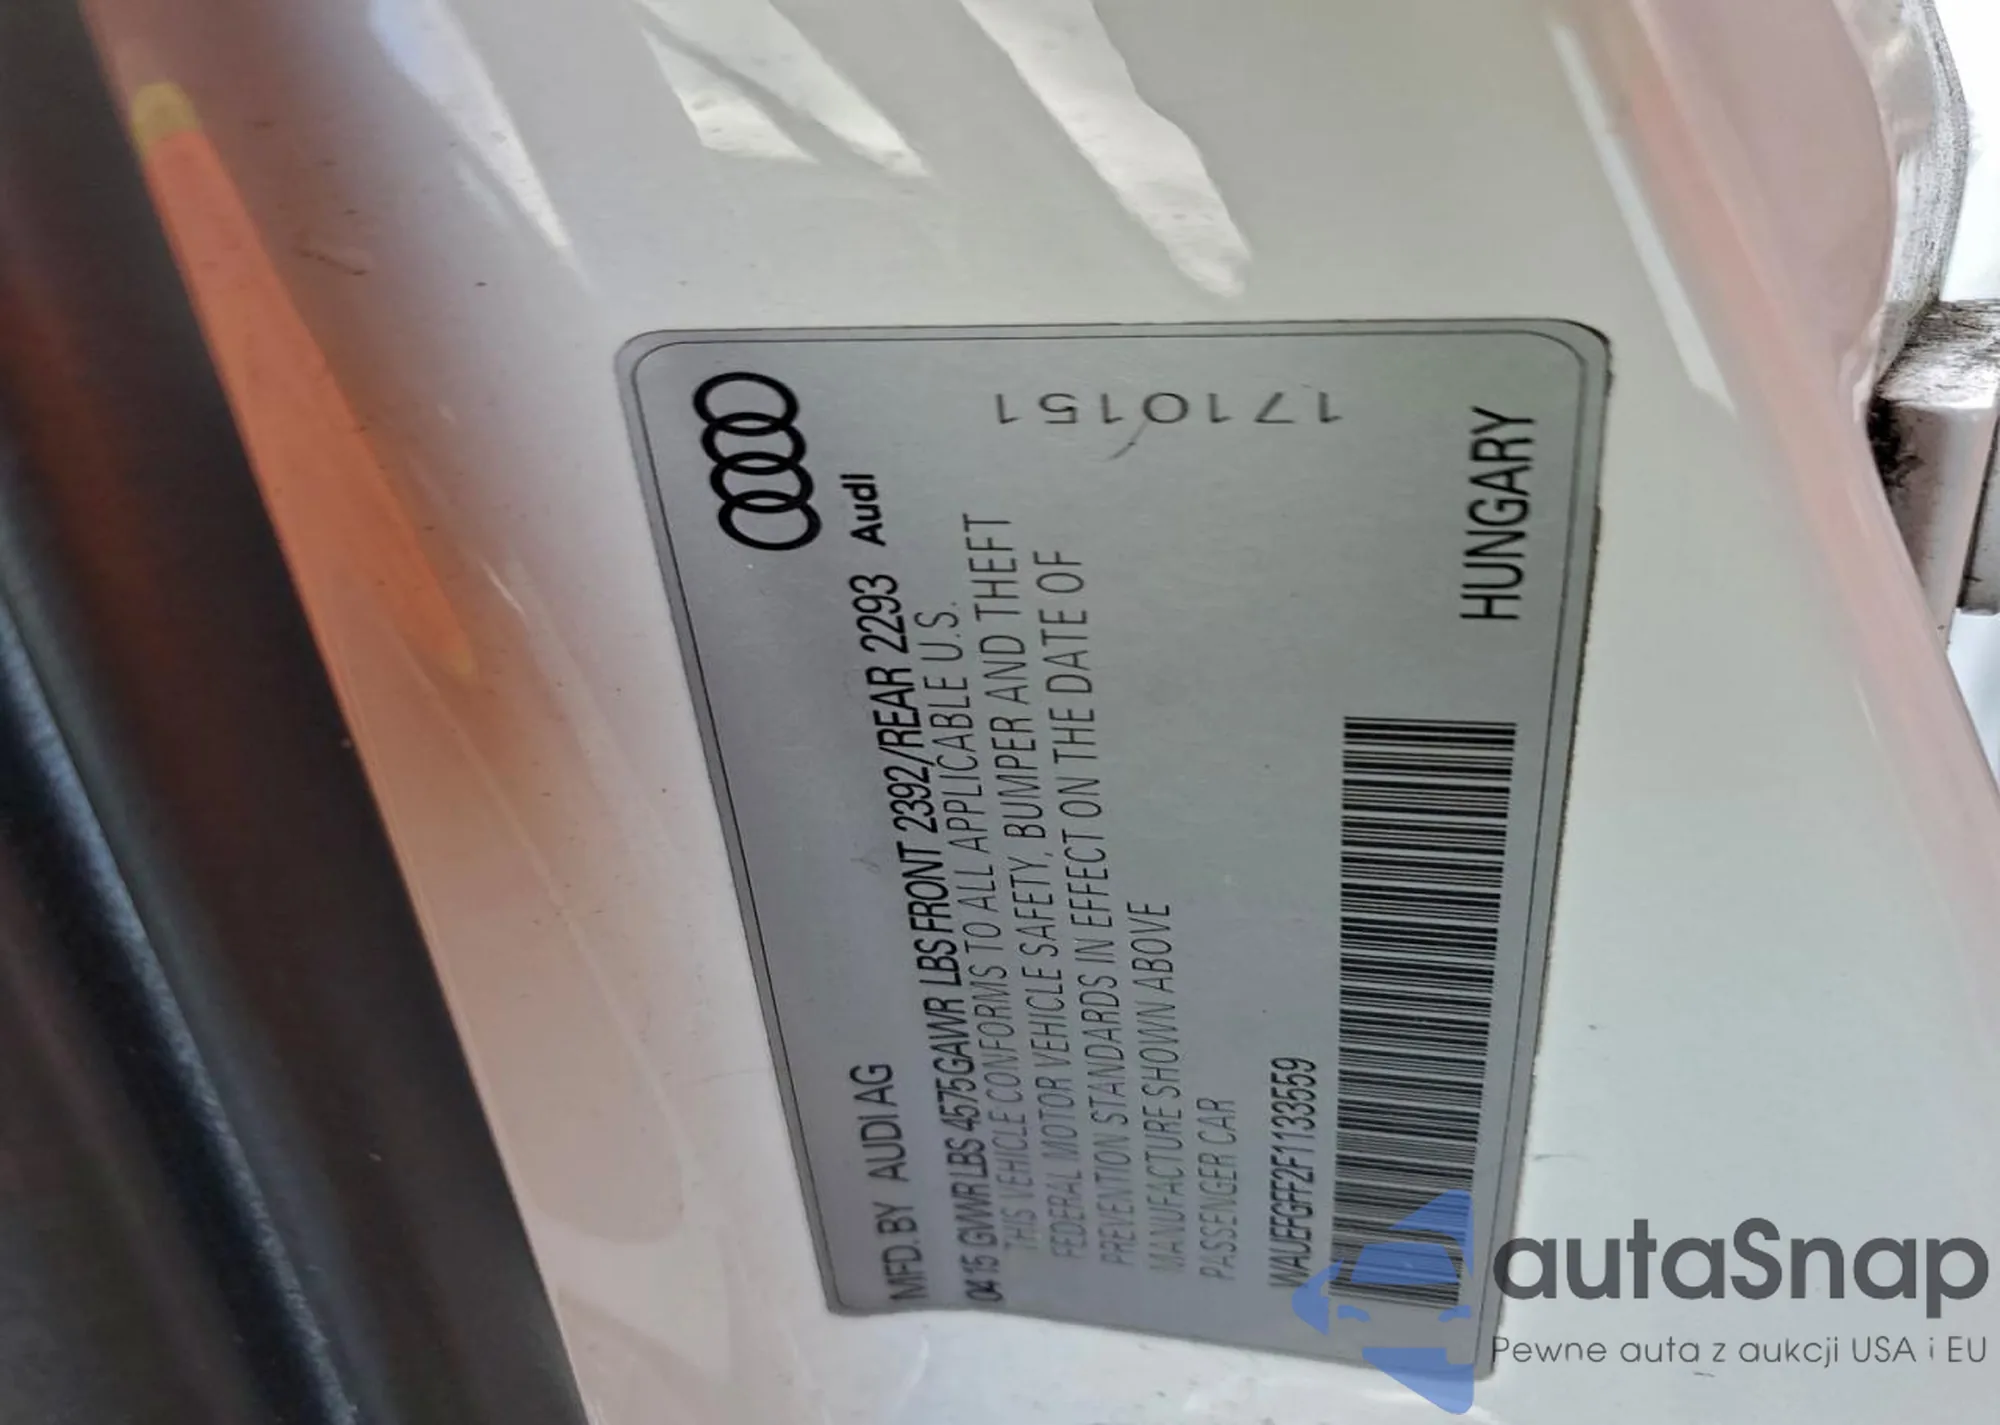 MFD. BY AUDI AG
04 15 GVWR LBS 4575 GAWR LBS FRONT 2392/REAR 2293 Audi
THIS VEHICLE CONFORMS TO ALL APPLICABLE U.S.
FEDERAL MOTOR VEHICLE SAFETY, BUMPER AND THEFT
PREVENTION STANDARDS IN EFFECT ON THE DATE OF
MANUFACTURE SHOWN ABOVE
PASSENGER CAR
1710151
WAUEFGFF2F1133559
HUNGARY
autaSnap
Pewne auta z aukcji USA i EU